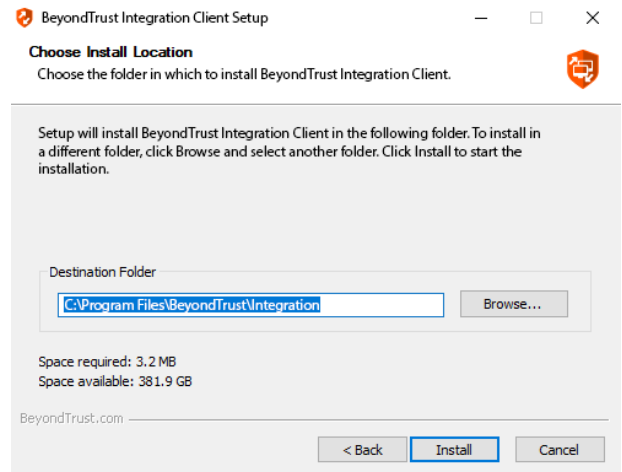 BeyondTrust Integration Client Setup
Choose Install Location
Choose the folder in which to install BeyondTrust Integration Client.
Setup will install BeyondTrust Integration Client in the following folder. To install in
a different folder, click Browse and select another folder. Click Install to start the
installation.
Destination Folder
C:\Program Files\BeyondTrust\Integration
Browse...
Space required: 3.2 MB
Space available: 381.9 GB
BeyondTrust.com
< Back
Install
Cancel